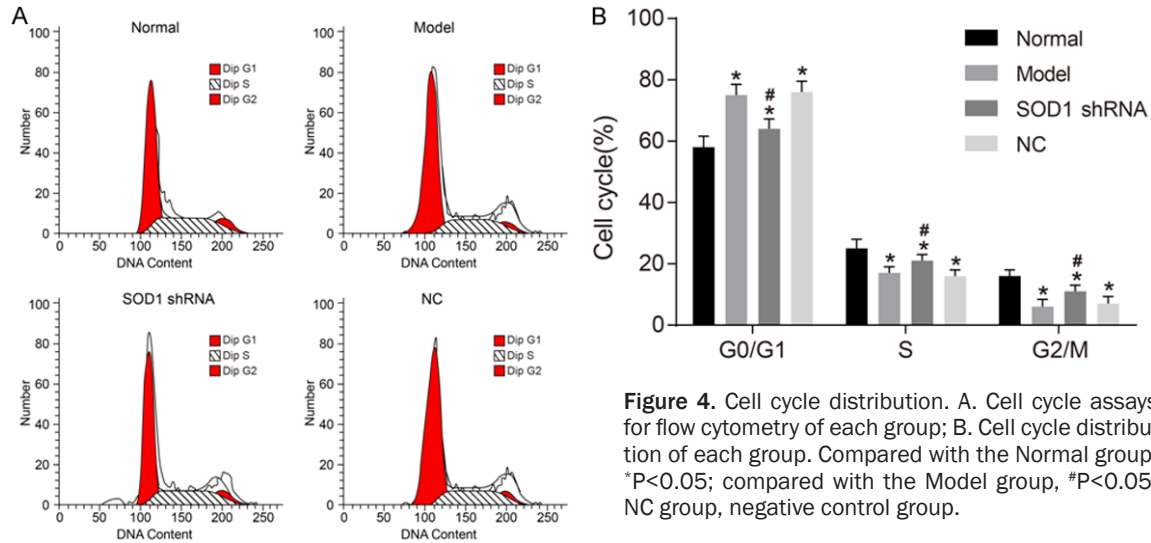 A
Normal
100
80
60
40
20
0
Number
0 50 100 150 200 250
DNA Content
Dip G1
Dip S
Dip G2
Model
100
80
60
40
20
0
Number
0 50 100 150 200 250
DNA Content
Dip G1
Dip S
Dip G2
SOD1 shRNA
100
80
60
40
20
0
Number
0 50 100 150 200 250
DNA Content
Dip G1
Dip S
Dip G2
NC
100
80
60
40
20
0
Number
0 50 100 150 200 250
DNA Content
Dip G1
Dip S
Dip G2
B
100
80
60
40
20
0
Cell cycle(%)
Normal
Model
SOD1 shRNA
NC
* # * *
* # * *
* # * *
G0/G1 S G2/M
Figure 4. Cell cycle distribution. A. Cell cycle assays
for flow cytometry of each group; B. Cell cycle distribu-
tion of each group. Compared with the Normal group
*P<0.05; compared with the Model group, #P<0.05
NC group, negative control group.